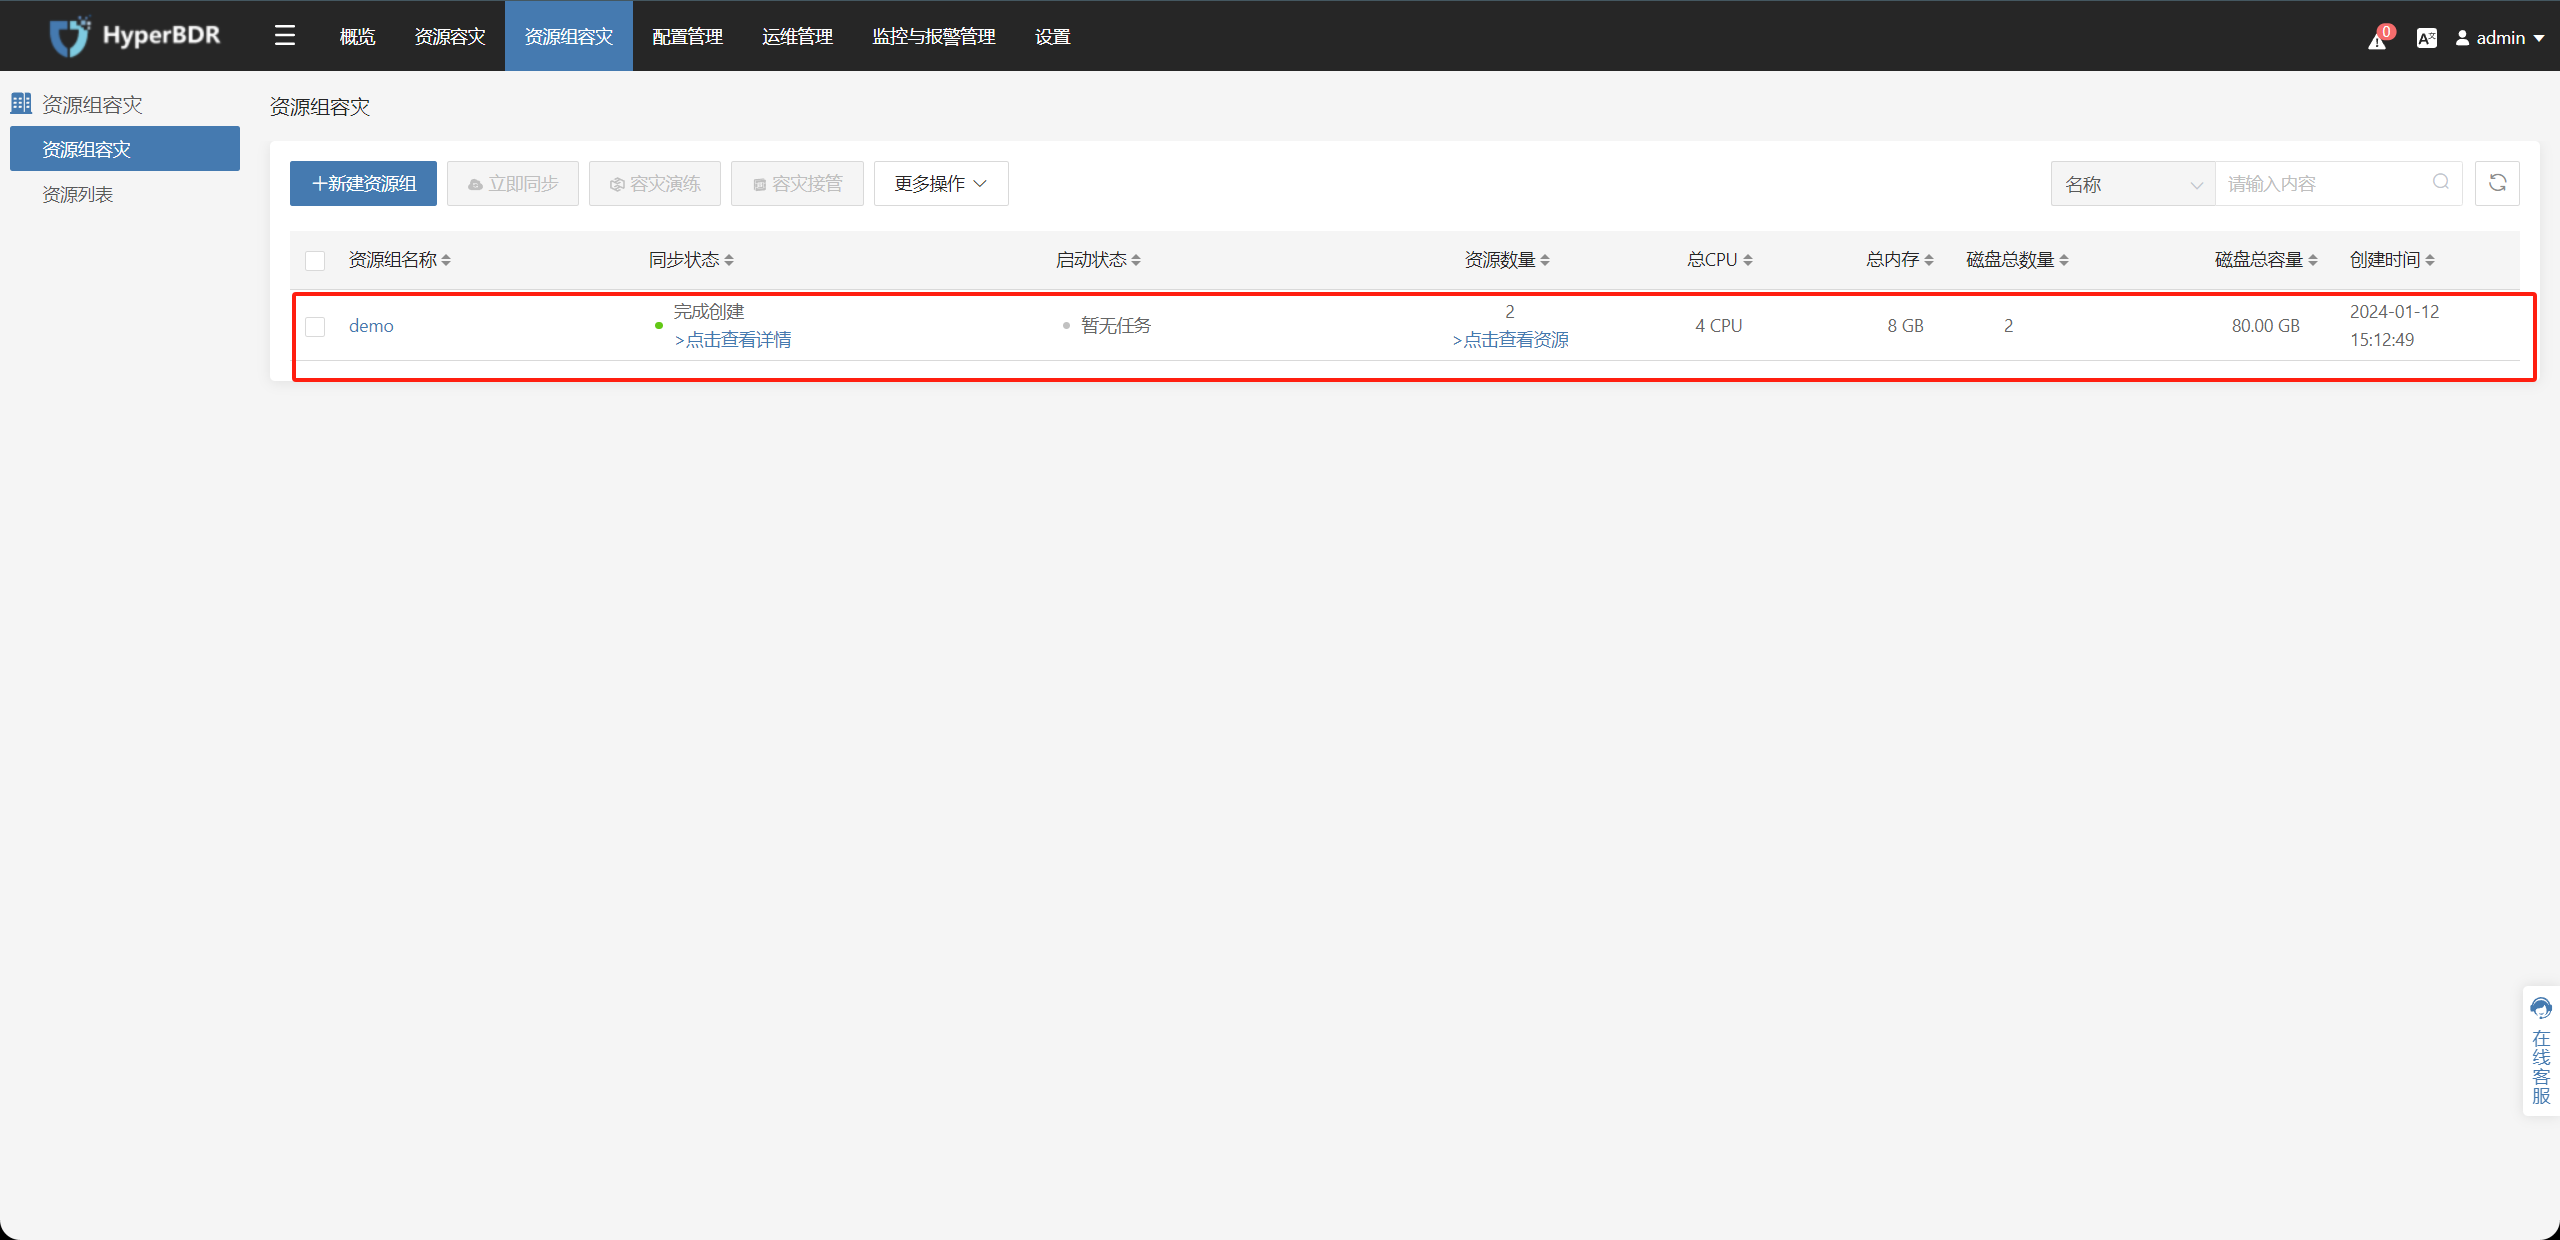 HyperBDR
概览 资源容灾 资源组容灾 配置管理 运维管理 监控与报警管理 设置
0
admin
资源组容灾
资源组容灾
资源列表
资源组容灾
+新建资源组 立即同步 容灾演练 容灾接管 更多操作
名称 请输入内容
资源组名称 同步状态 启动状态 资源数量 总CPU 总内存 磁盘总数量 磁盘总容量 创建时间
demo
完成创建
>点击查看详情
暂无任务
2
>点击查看资源
4 CPU
8 GB
2
80.00 GB
2024-01-12
15:12:49
在线客服